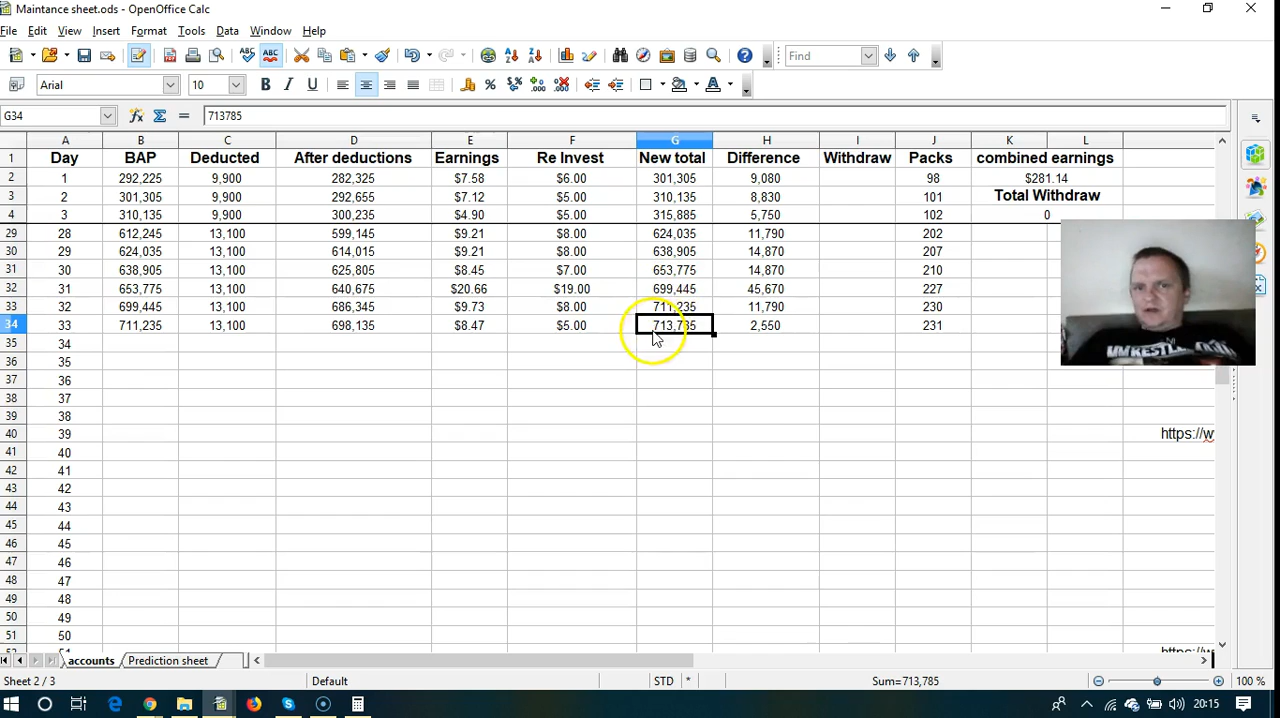 Maintance sheet.ods - OpenOffice Calc
File Edit View Insert Format Tools Data Window Help
Find
Arial 10
G34 713785
A B C D E F G H I J K L
1 Day BAP Deducted After deductions Earnings Re Invest New total Difference Withdraw Packs combined earnings
2 1 292,225 9,900 282,325 $7.58 $6.00 301,305 9,080 98 $281.14
3 2 301,305 9,900 292,655 $7.12 $5.00 310,135 8,830 101 Total Withdraw
4 3 310,135 9,900 300,235 $4.90 $5.00 315,885 5,750 102 0
29 28 612,245 13,100 599,145 $9.21 $8.00 624,035 11,790 202
30 29 624,035 13,100 614,015 $9.21 $8.00 638,905 14,870 207
31 30 638,905 13,100 625,805 $8.45 $7.00 653,775 14,870 210
32 31 653,775 13,100 640,675 $20.66 $19.00 699,445 45,670 227
33 32 699,445 13,100 686,345 $9.73 $8.00 711,235 11,790 230
34 33 711,235 13,100 698,135 $8.47 $5.00 713,785 2,550 231
35 34
36 35
37 36
38 37
39 38
40 39 https://w
41 40
42 41
43 42
44 43
45 44
46 45
47 46
48 47
49 48
50 49
51 50
accounts Prediction sheet
Sheet 2 / 3 Default STD * Sum=713,785 100 %
20:15